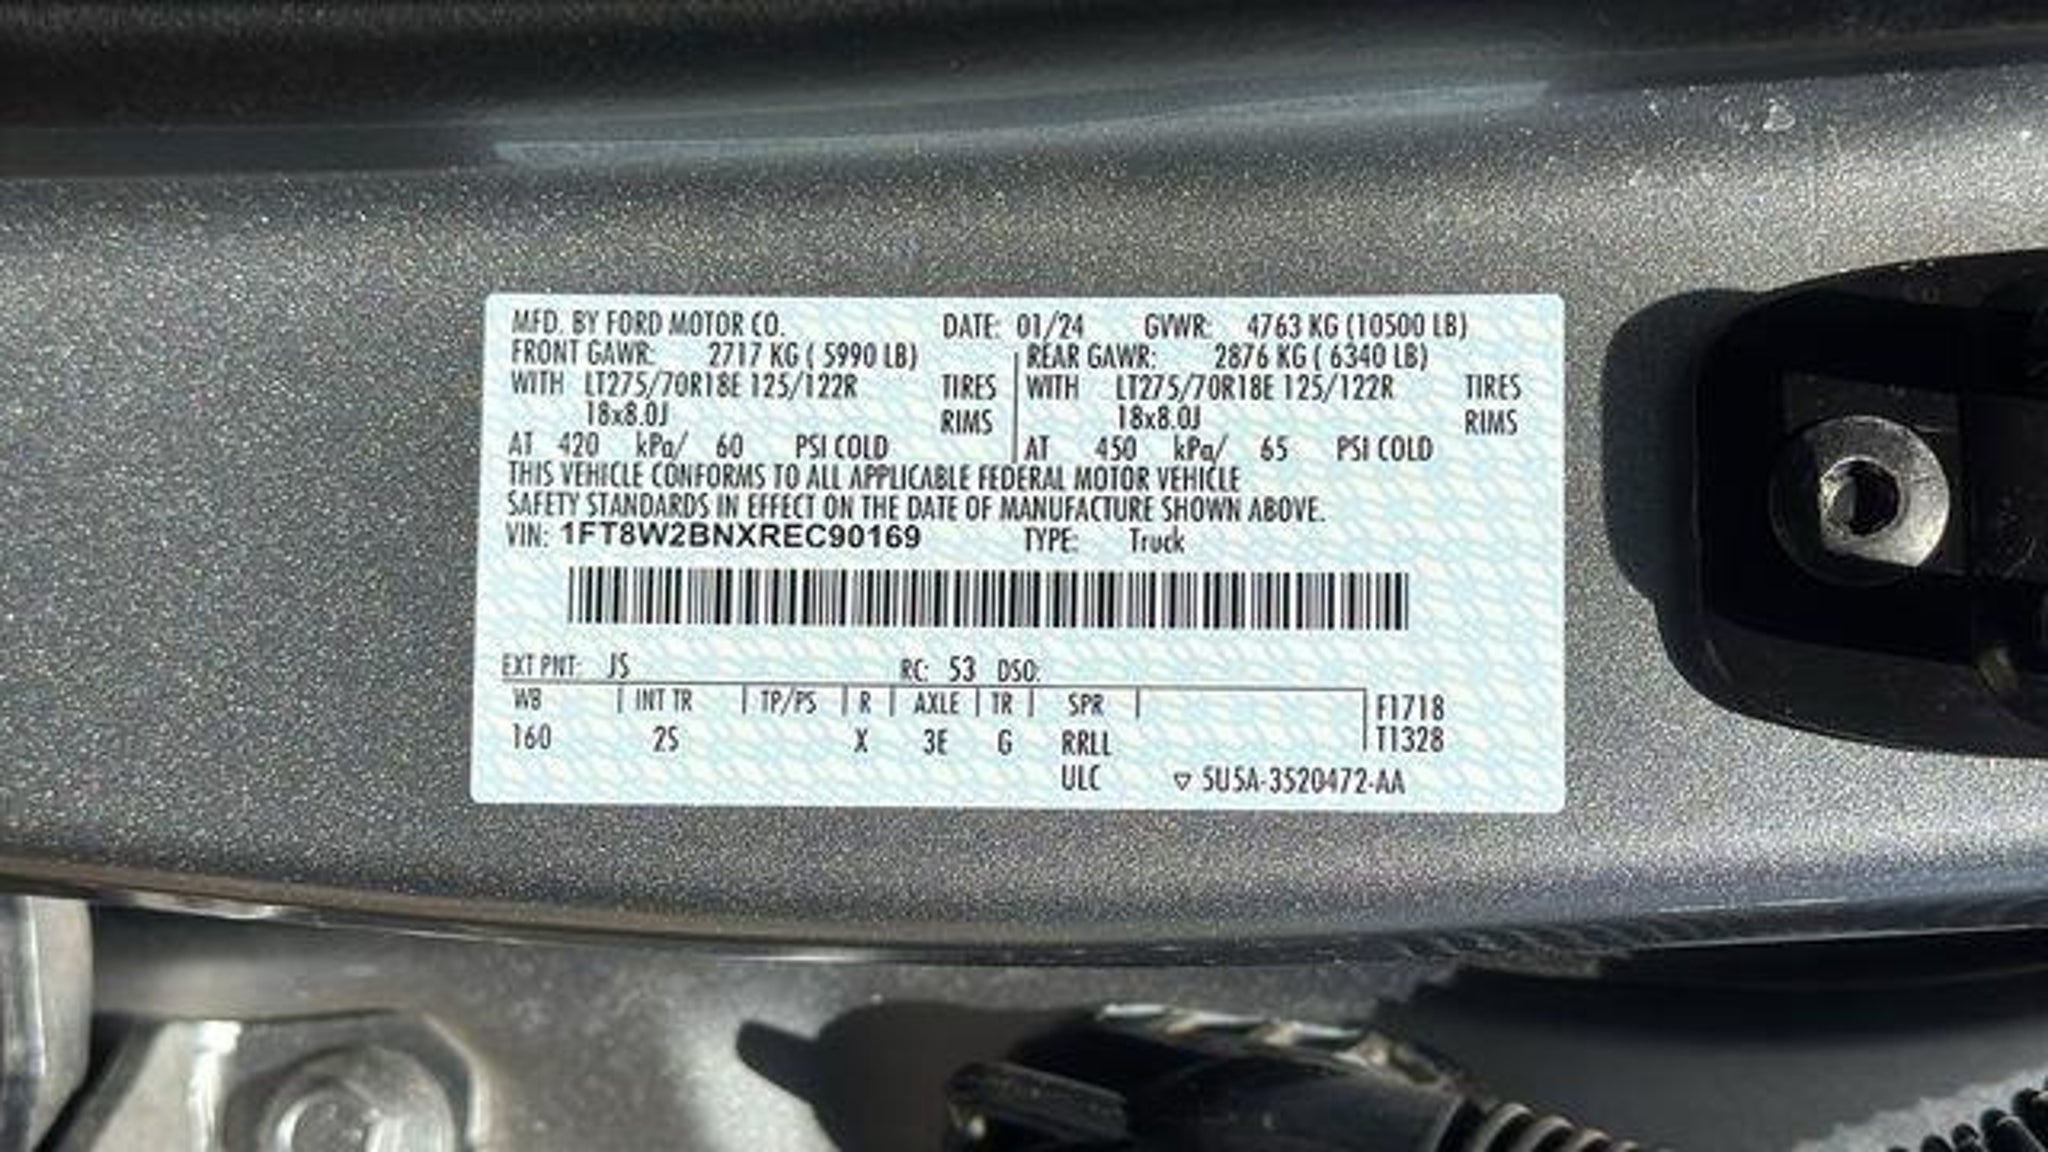 MFD. BY FORD MOTOR CO. DATE: 01/24 GVWR: 4763 KG (10500 LB)
FRONT GAWR: 2717 KG ( 5990 LB) REAR GAWR: 2876 KG ( 6340 LB)
WITH LT275/70R18E 125/122R TIRES WITH LT275/70R18E 125/122R TIRES
18x8.0J RIMS 18x8.0J RIMS
AT 420 kPa/ 60 PSI COLD AT 450 kPa/ 65 PSI COLD
THIS VEHICLE CONFORMS TO ALL APPLICABLE FEDERAL MOTOR VEHICLE
SAFETY STANDARDS IN EFFECT ON THE DATE OF MANUFACTURE SHOWN ABOVE.
VIN: 1FT8W2BNXREC90169 TYPE: Truck
EXT PNT: JS RC: 53 DSO:
WB INT TR TP/PS R AXLE TR SPR F1718
160 2S X 3E G RRLL T1328
ULC ▽ 5U5A-3520472-AA